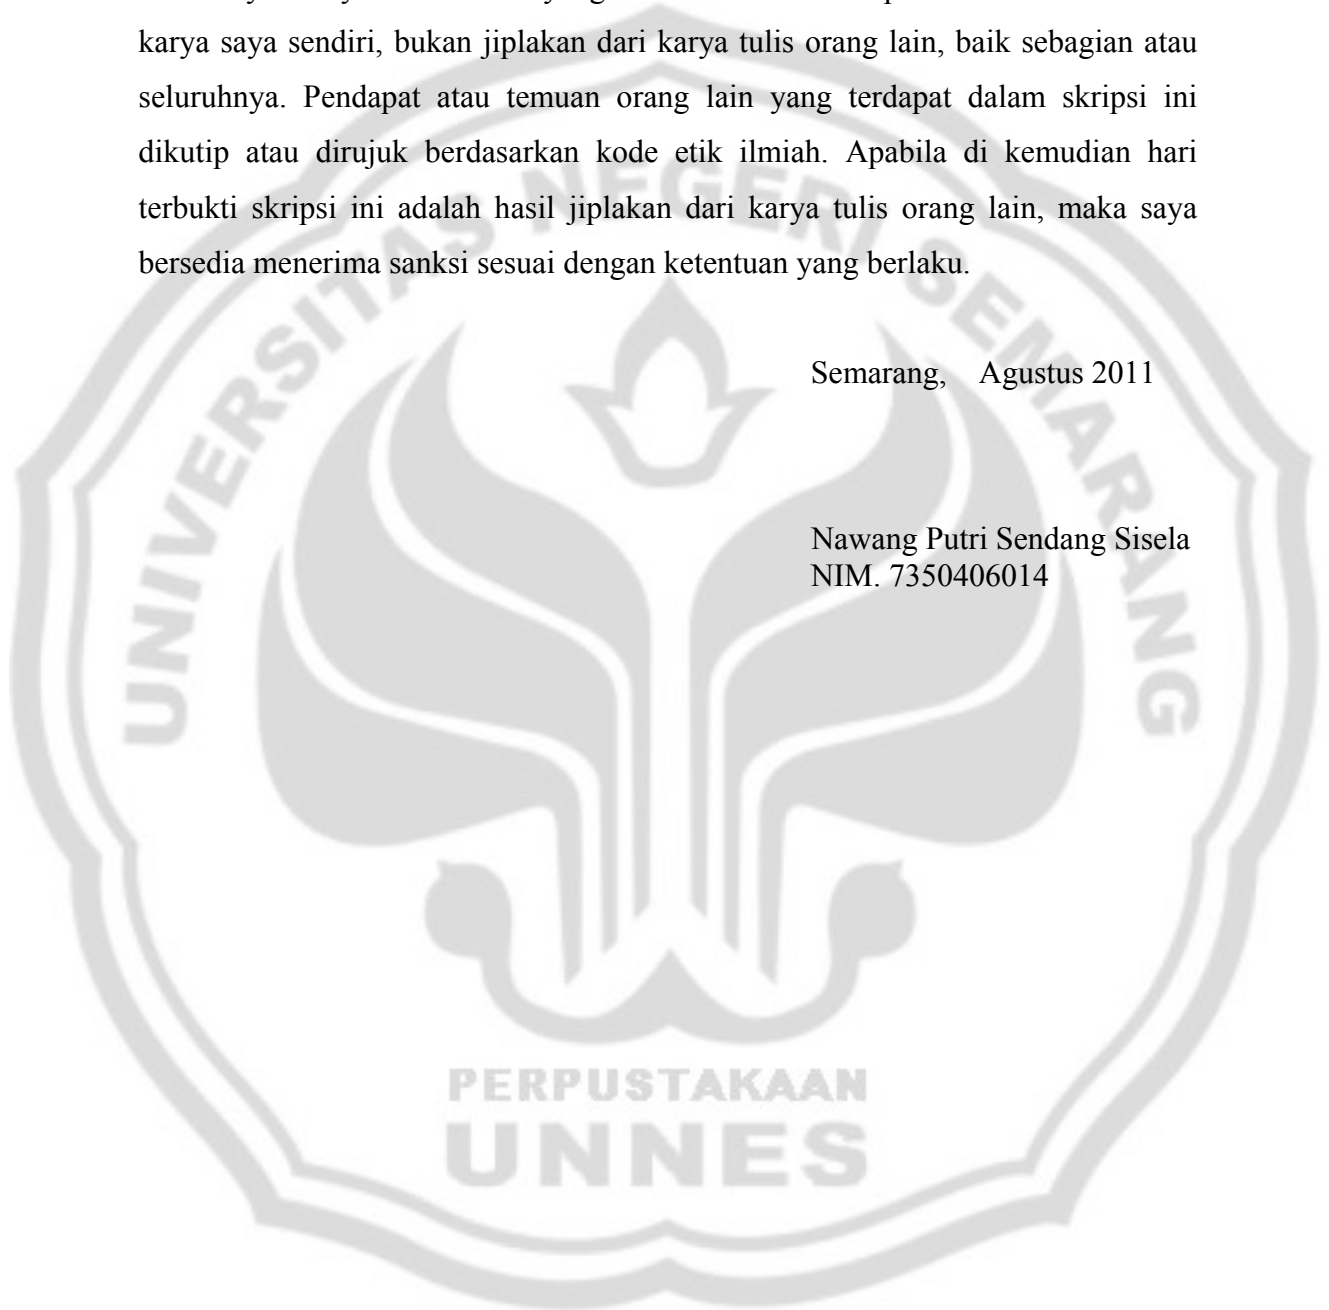 karya saya sendiri, bukan jiplakan dari karya tulis orang lain, baik sebagian atau
seluruhnya. Pendapat atau temuan orang lain yang terdapat dalam skripsi ini
dikutip atau dirujuk berdasarkan kode etik ilmiah. Apabila di kemudian hari
terbukti skripsi ini adalah hasil jiplakan dari karya tulis orang lain, maka saya
bersedia menerima sanksi sesuai dengan ketentuan yang berlaku.
Semarang, Agustus 2011
Nawang Putri Sendang Sisela
NIM. 7350406014
UNIVERSITAS NEGERI SEMARANG
PERPUSTAKAAN
UNNES